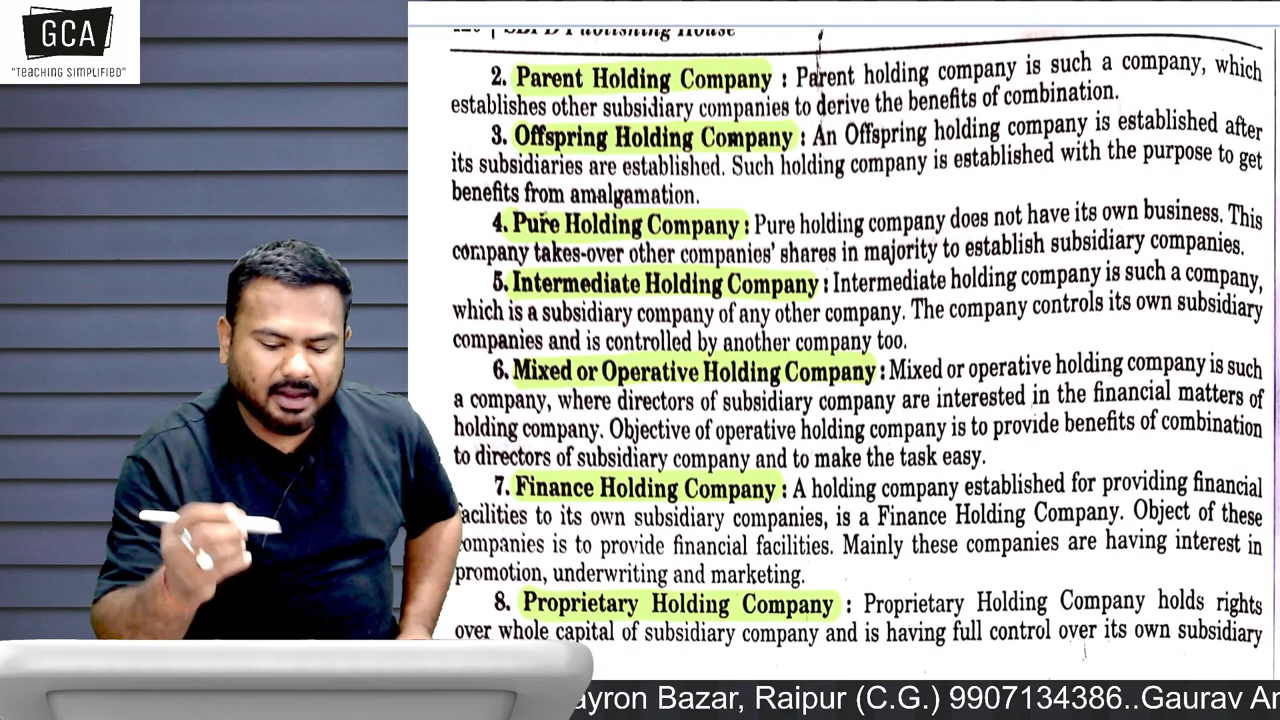 GCA
"TEACHING SIMPLIFIED"
Publishing House
2. Parent Holding Company : Parent holding company is such a company, which
establishes other subsidiary companies to derive the benefits of combination.
3. Offspring Holding Company : An Offspring holding company is established after
its subsidiaries are established. Such holding company is established with the purpose to get
benefits from amalgamation.
4. Pure Holding Company : Pure holding company does not have its own business. This
company takes-over other companies' shares in majority to establish subsidiary companies.
5. Intermediate Holding Company : Intermediate holding company is such a company,
which is a subsidiary company of any other company. The company controls its own subsidiary
companies and is controlled by another company too.
6. Mixed or Operative Holding Company : Mixed or operative holding company is such
a company, where directors of subsidiary company are interested in the financial matters of
holding company. Objective of operative holding company is to provide benefits of combination
to directors of subsidiary company and to make the task easy.
7. Finance Holding Company : A holding company established for providing financial
facilities to its own subsidiary companies, is a Finance Holding Company. Object of these
companies is to provide financial facilities. Mainly these companies are having interest in
promotion, underwriting and marketing.
8. Proprietary Holding Company : Proprietary Holding Company holds rights
over whole capital of subsidiary company and is having full control over its own subsidiary
ayron Bazar, Raipur (C.G.) 9907134386..Gaurav Ar